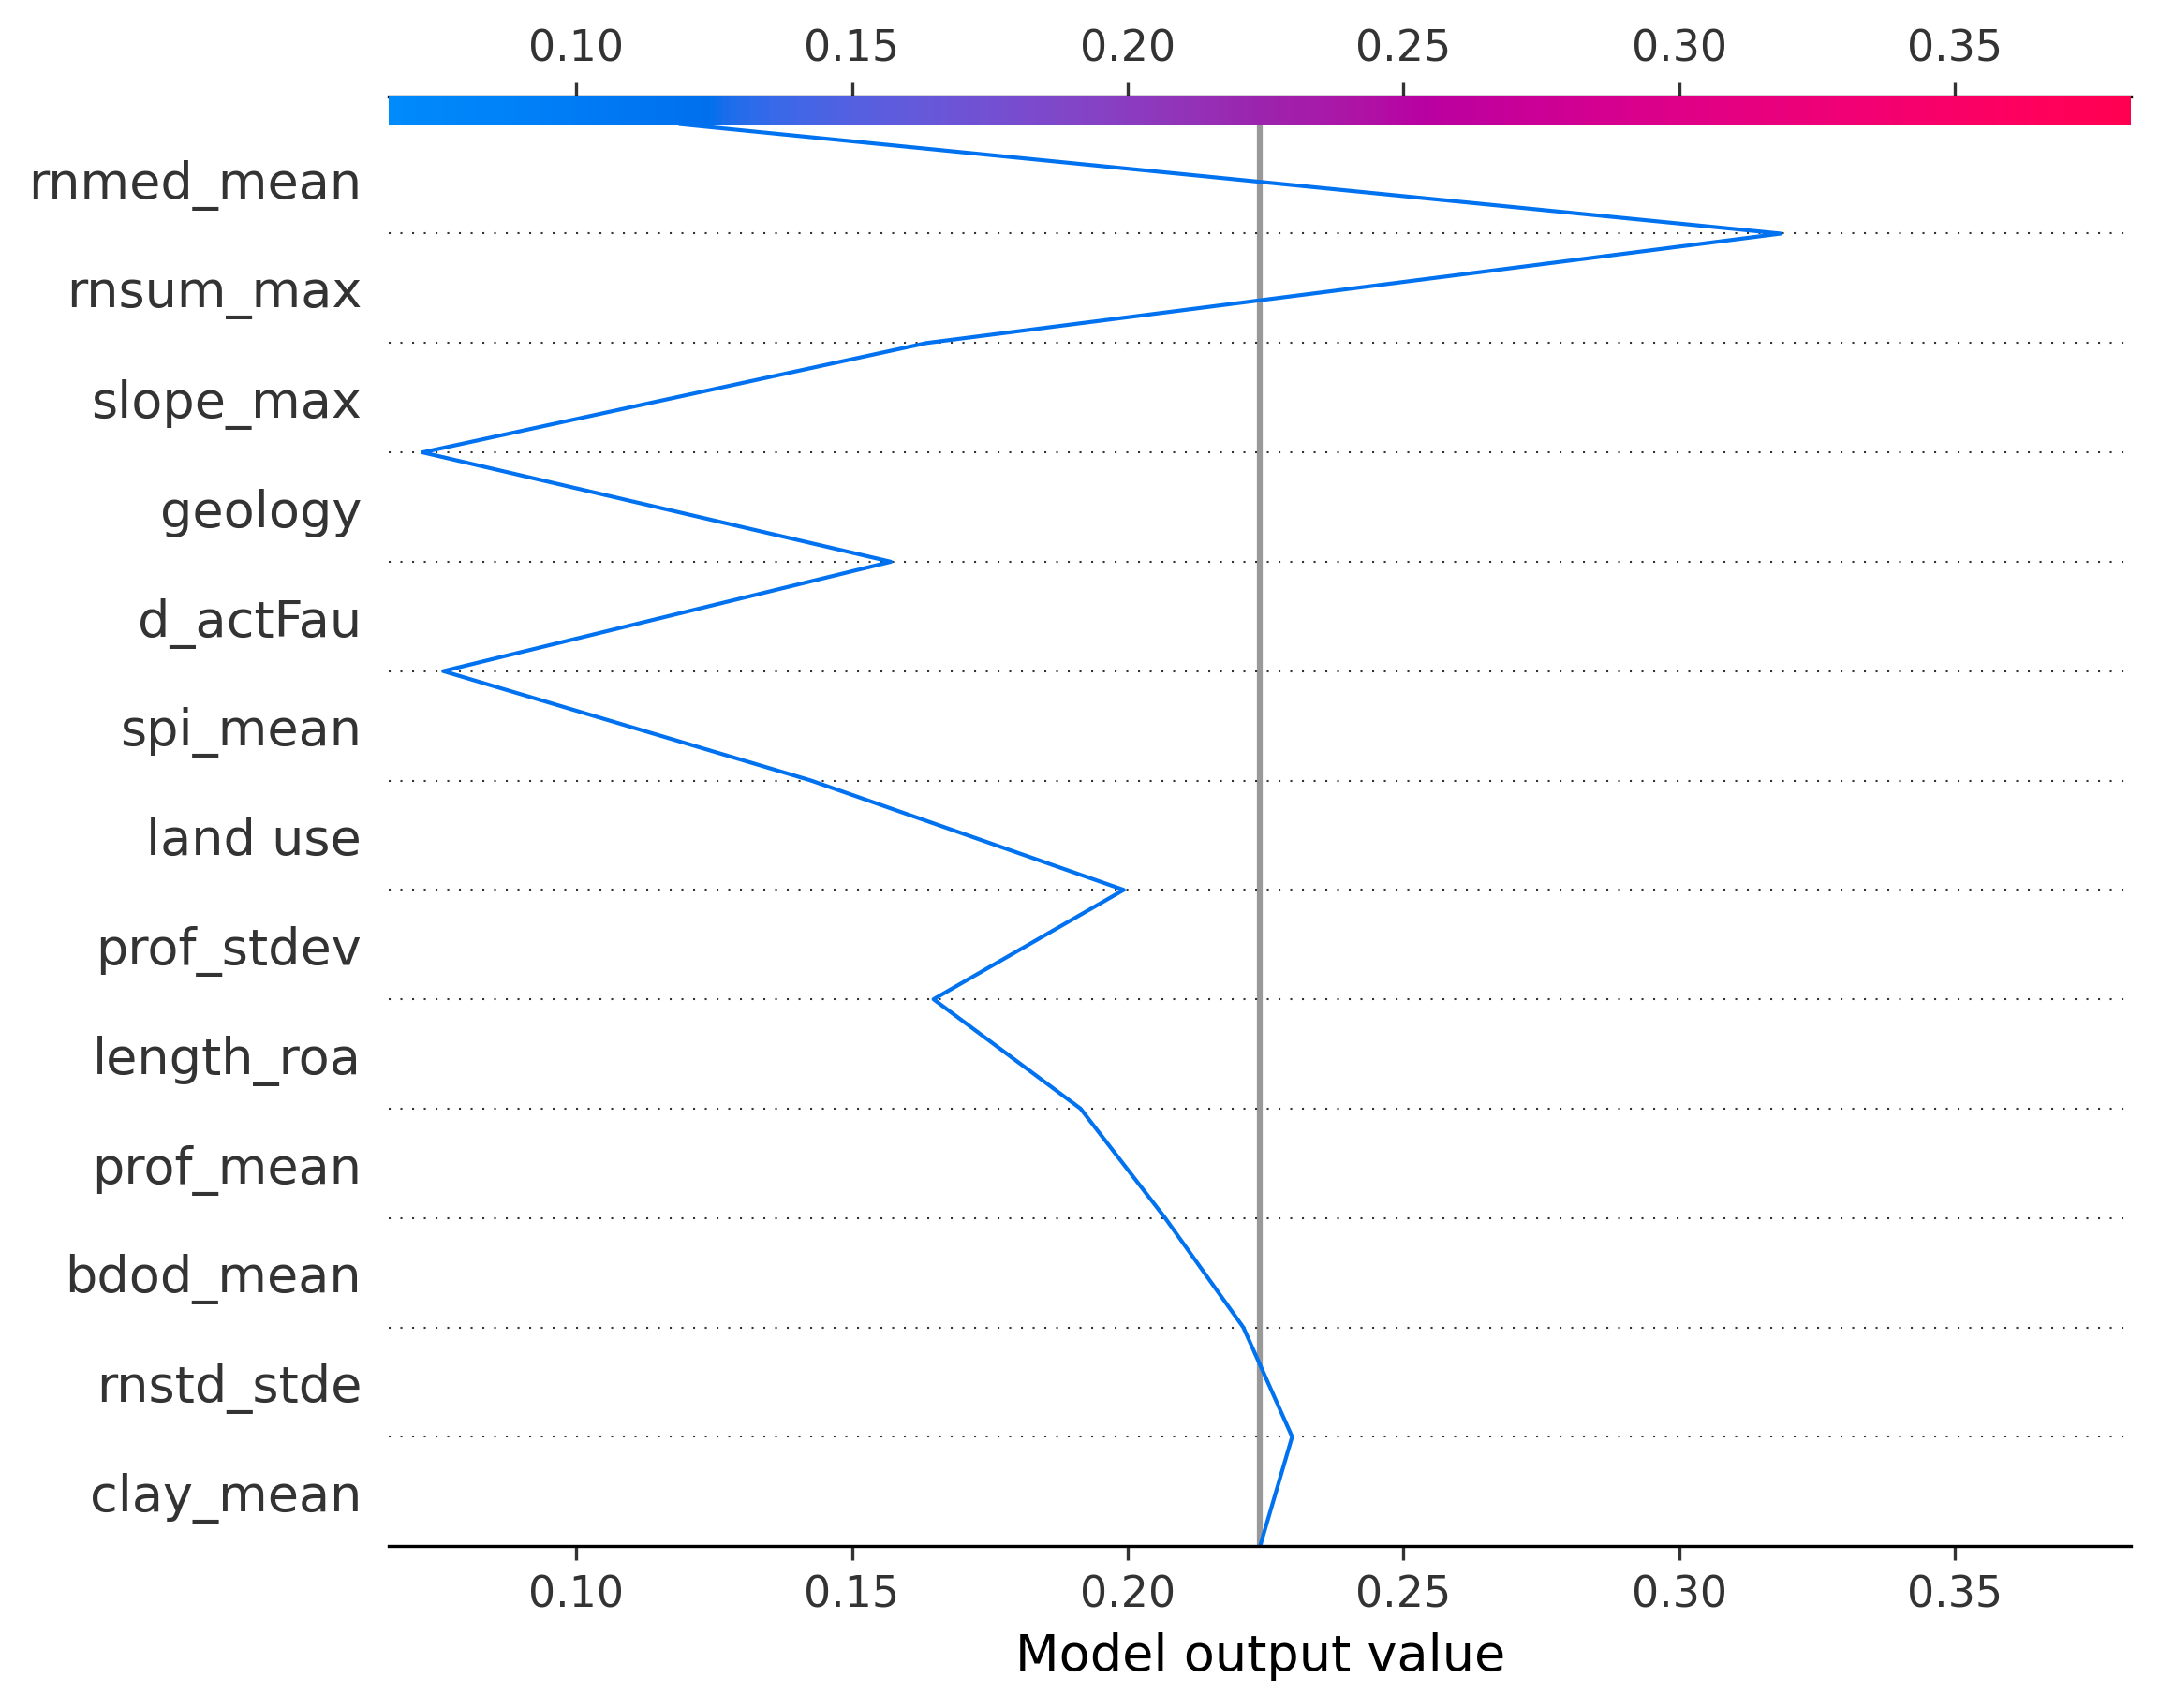 0.10 0.15 0.20 0.25 0.30 0.35
rnmed_mean
rnsum_max
slope_max
geology
d_actFau
spi_mean
land use
prof_stdev
length_roa
prof_mean
bdod_mean
rnstd_stde
clay_mean
0.10 0.15 0.20 0.25 0.30 0.35
Model output value